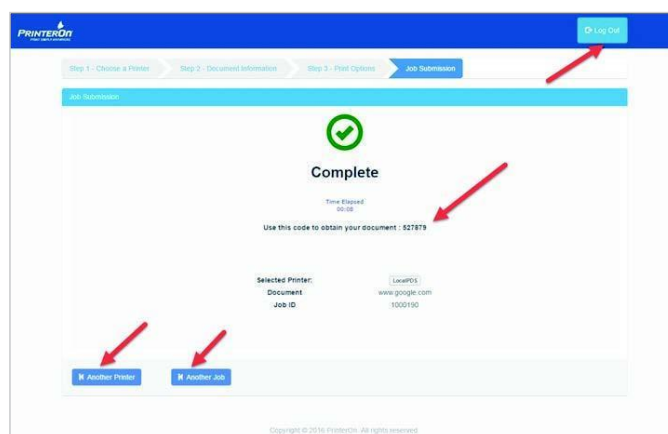 PRINTERON
Log Out
Step 1 - Choose a Printer
Step 2 - Document Information
Step 3 - Print Options
Job Submission
Job Submission
Complete
Time Elapsed
00:08
Use this code to obtain your document : 527879
Selected Printer: LocalPDS
Document www.google.com
Job ID 1000190
Another Printer
Another Job
Copyright © 2016 PrinterOn. All rights reserved